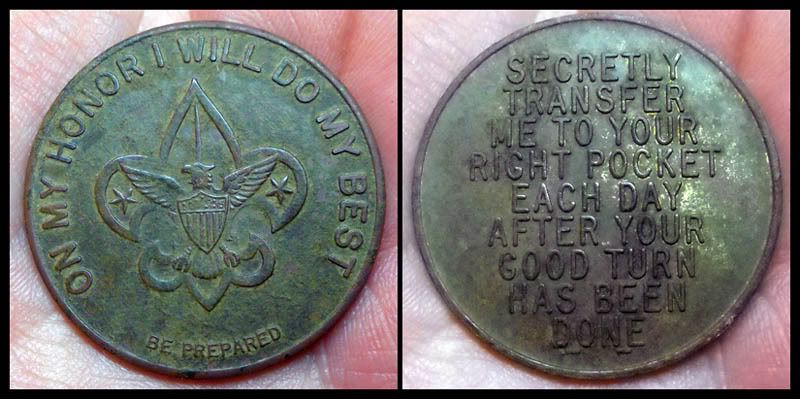 ON MY HONOR I WILL DO MY BEST
BE PREPARED
SECRETLY
TRANSFER
ME TO YOUR
RIGHT POCKET
EACH DAY
AFTER YOUR
GOOD TURN
HAS BEEN
DONE